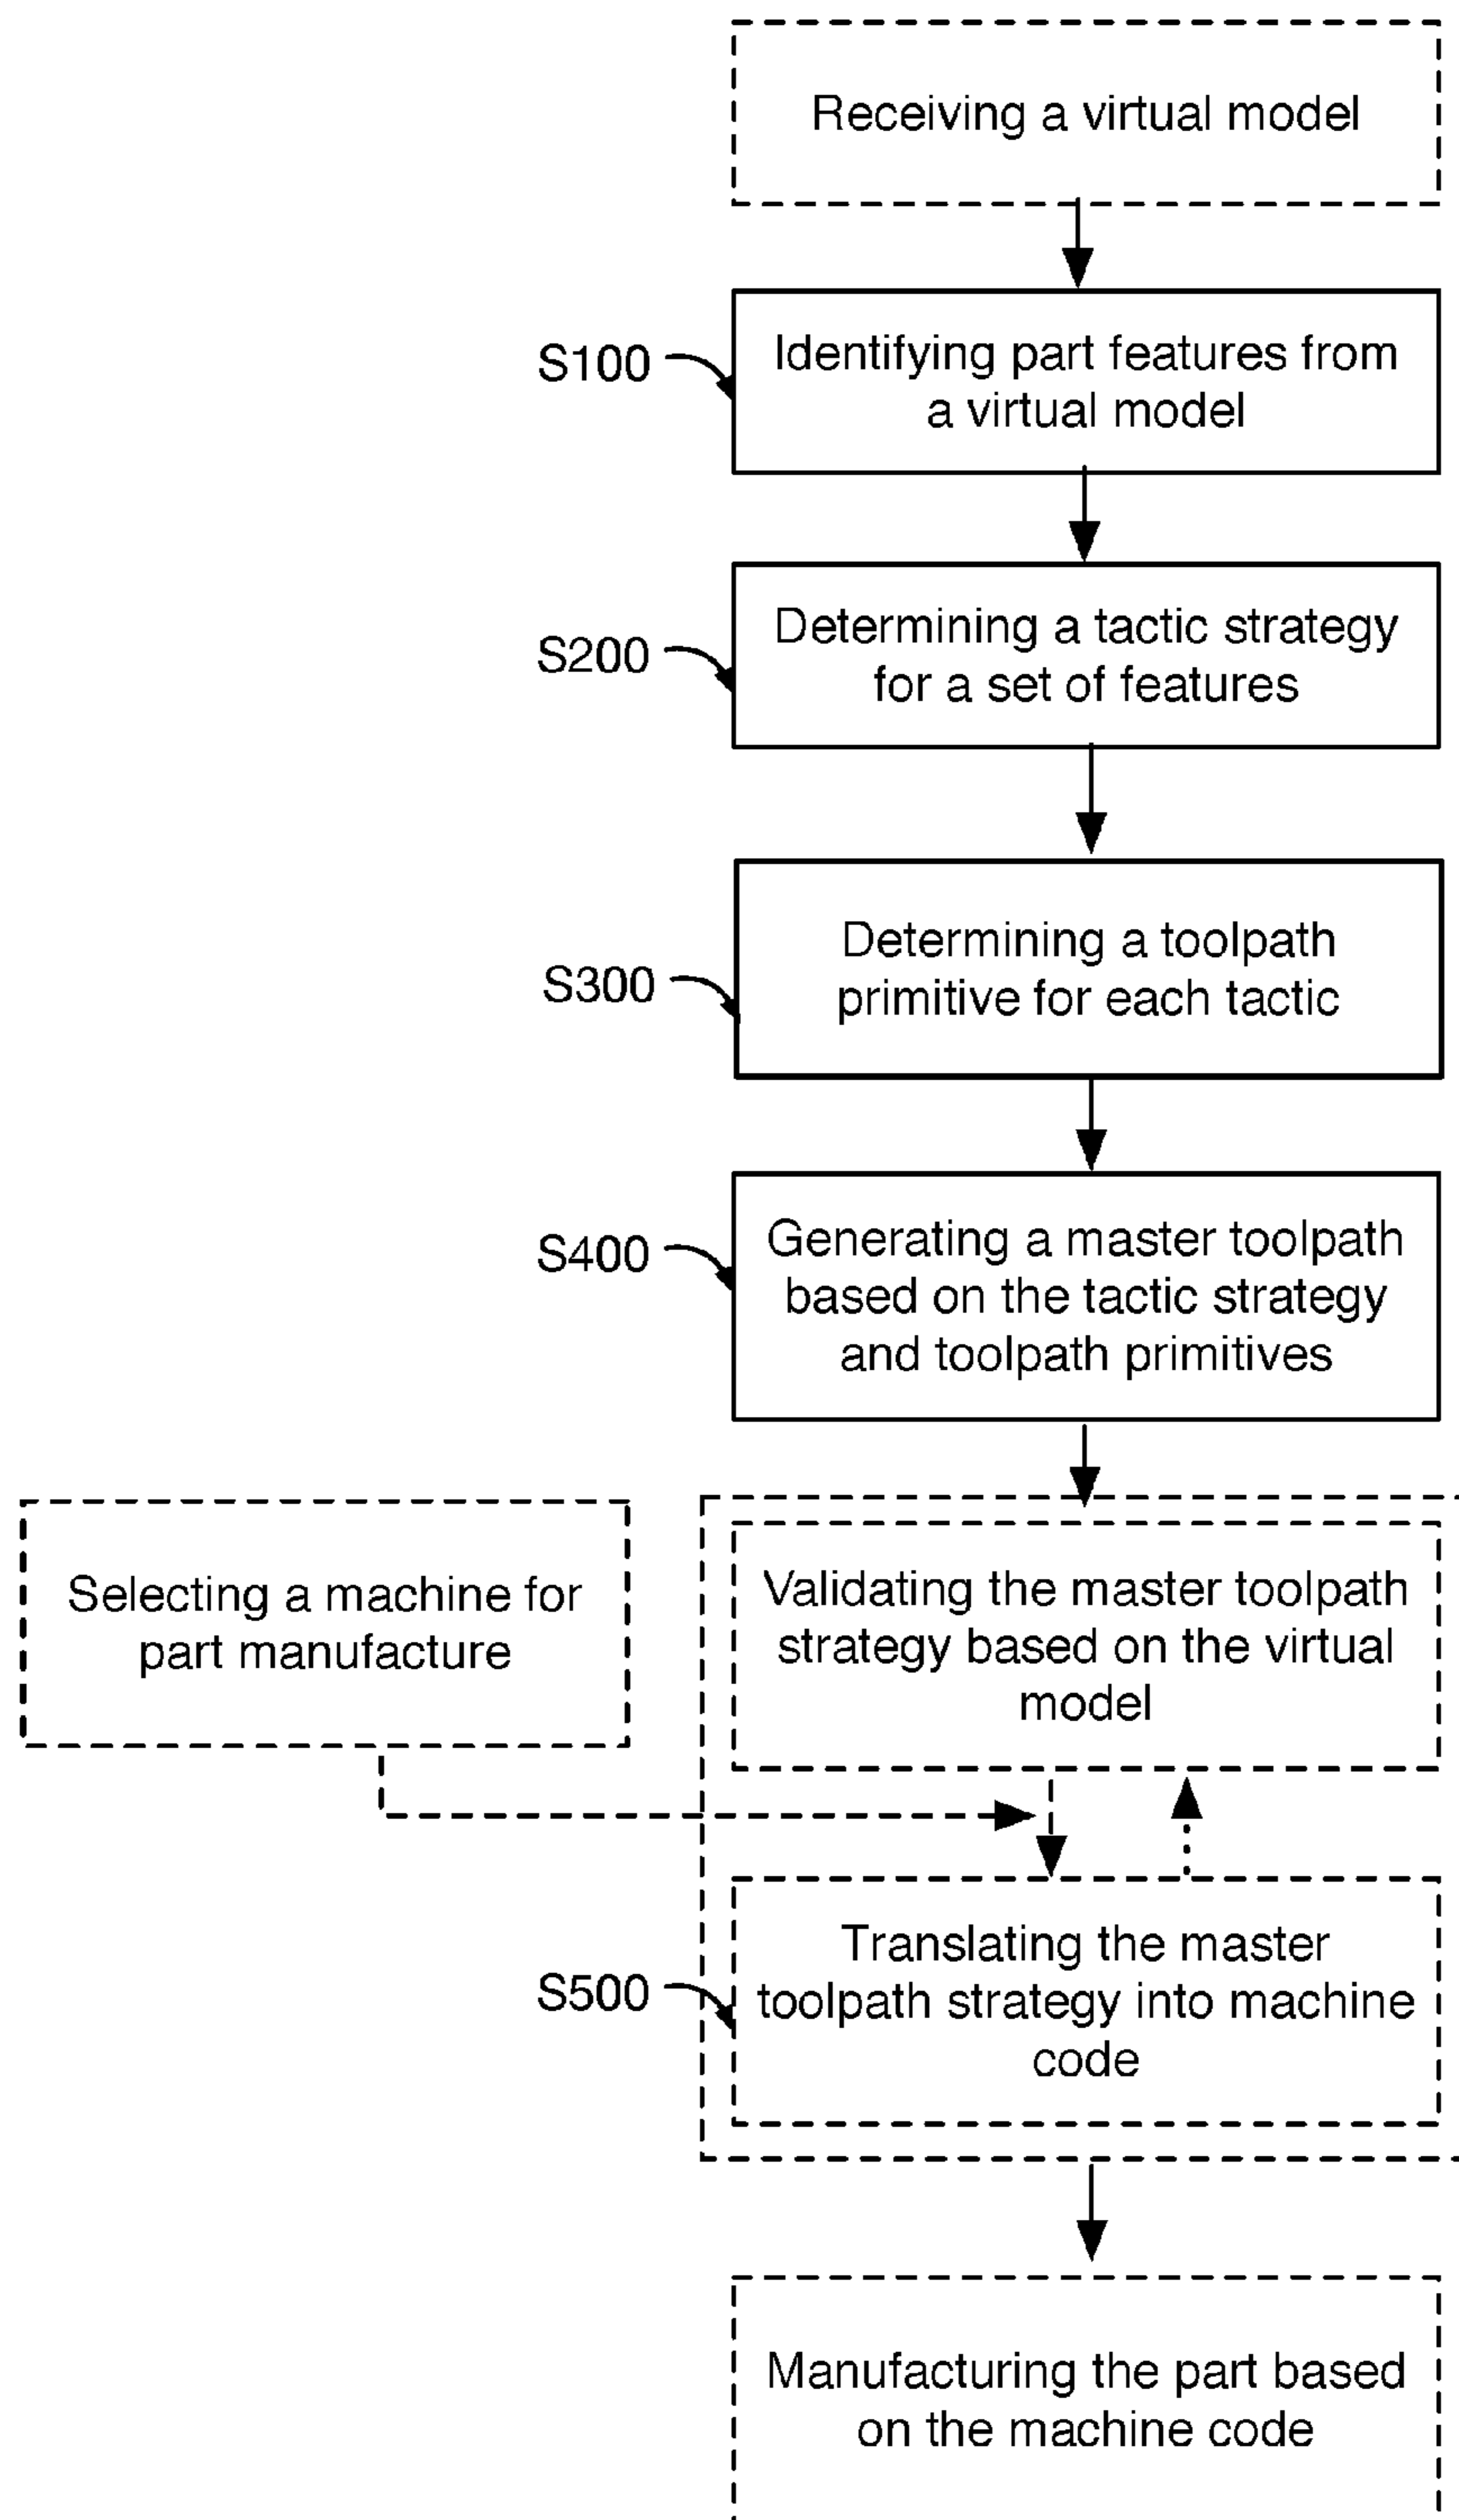 Receiving a virtual model
S100
Identifying part features from
a virtual model
S200
Determining a tactic strategy
for a set of features
S300
Determining a toolpath
primitive for each tactic
S400
Generating a master toolpath
based on the tactic strategy
and toolpath primitives
Selecting a machine for
part manufacture
Validating the master toolpath
strategy based on the virtual
model
S500
Translating the master
toolpath strategy into machine
code
Manufacturing the part based
on the machine code